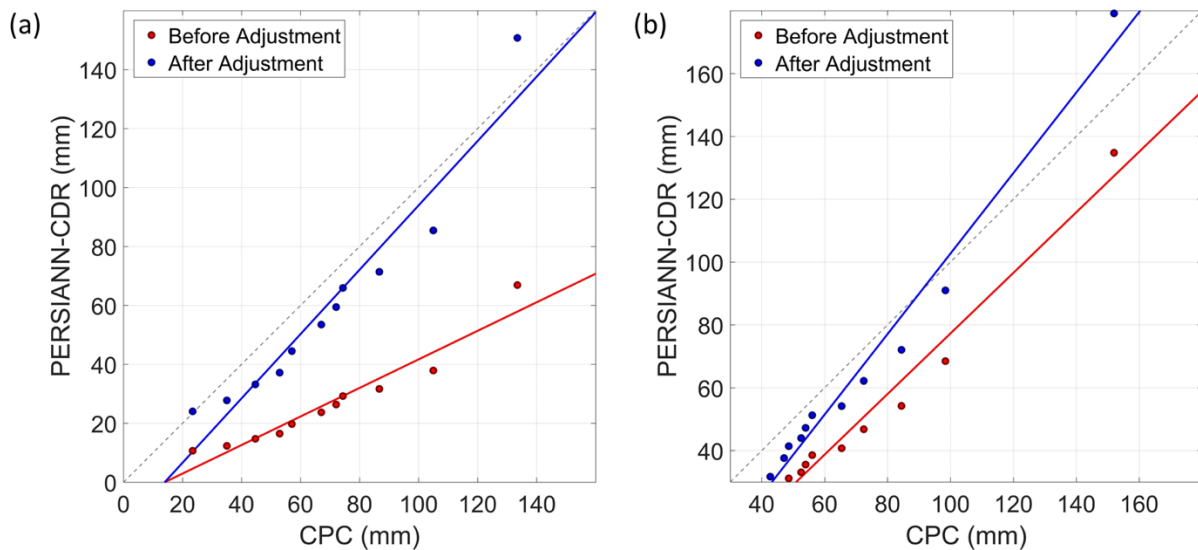 (a)
Before Adjustment
After Adjustment
140
120
100
80
60
40
20
0
PERSIANN-CDR (mm)
0 20 40 60 80 100 120 140
CPC (mm)
(b)
Before Adjustment
After Adjustment
160
140
120
100
80
60
40
PERSIANN-CDR (mm)
40 60 80 100 120 140 160
CPC (mm)